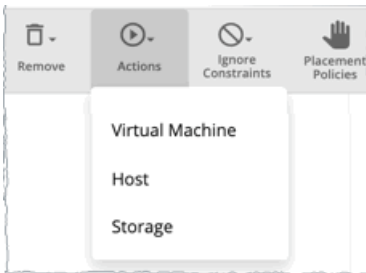 Remove
Actions
Ignore
Constraints
Placement
Policies
Virtual Machine
Host
Storage